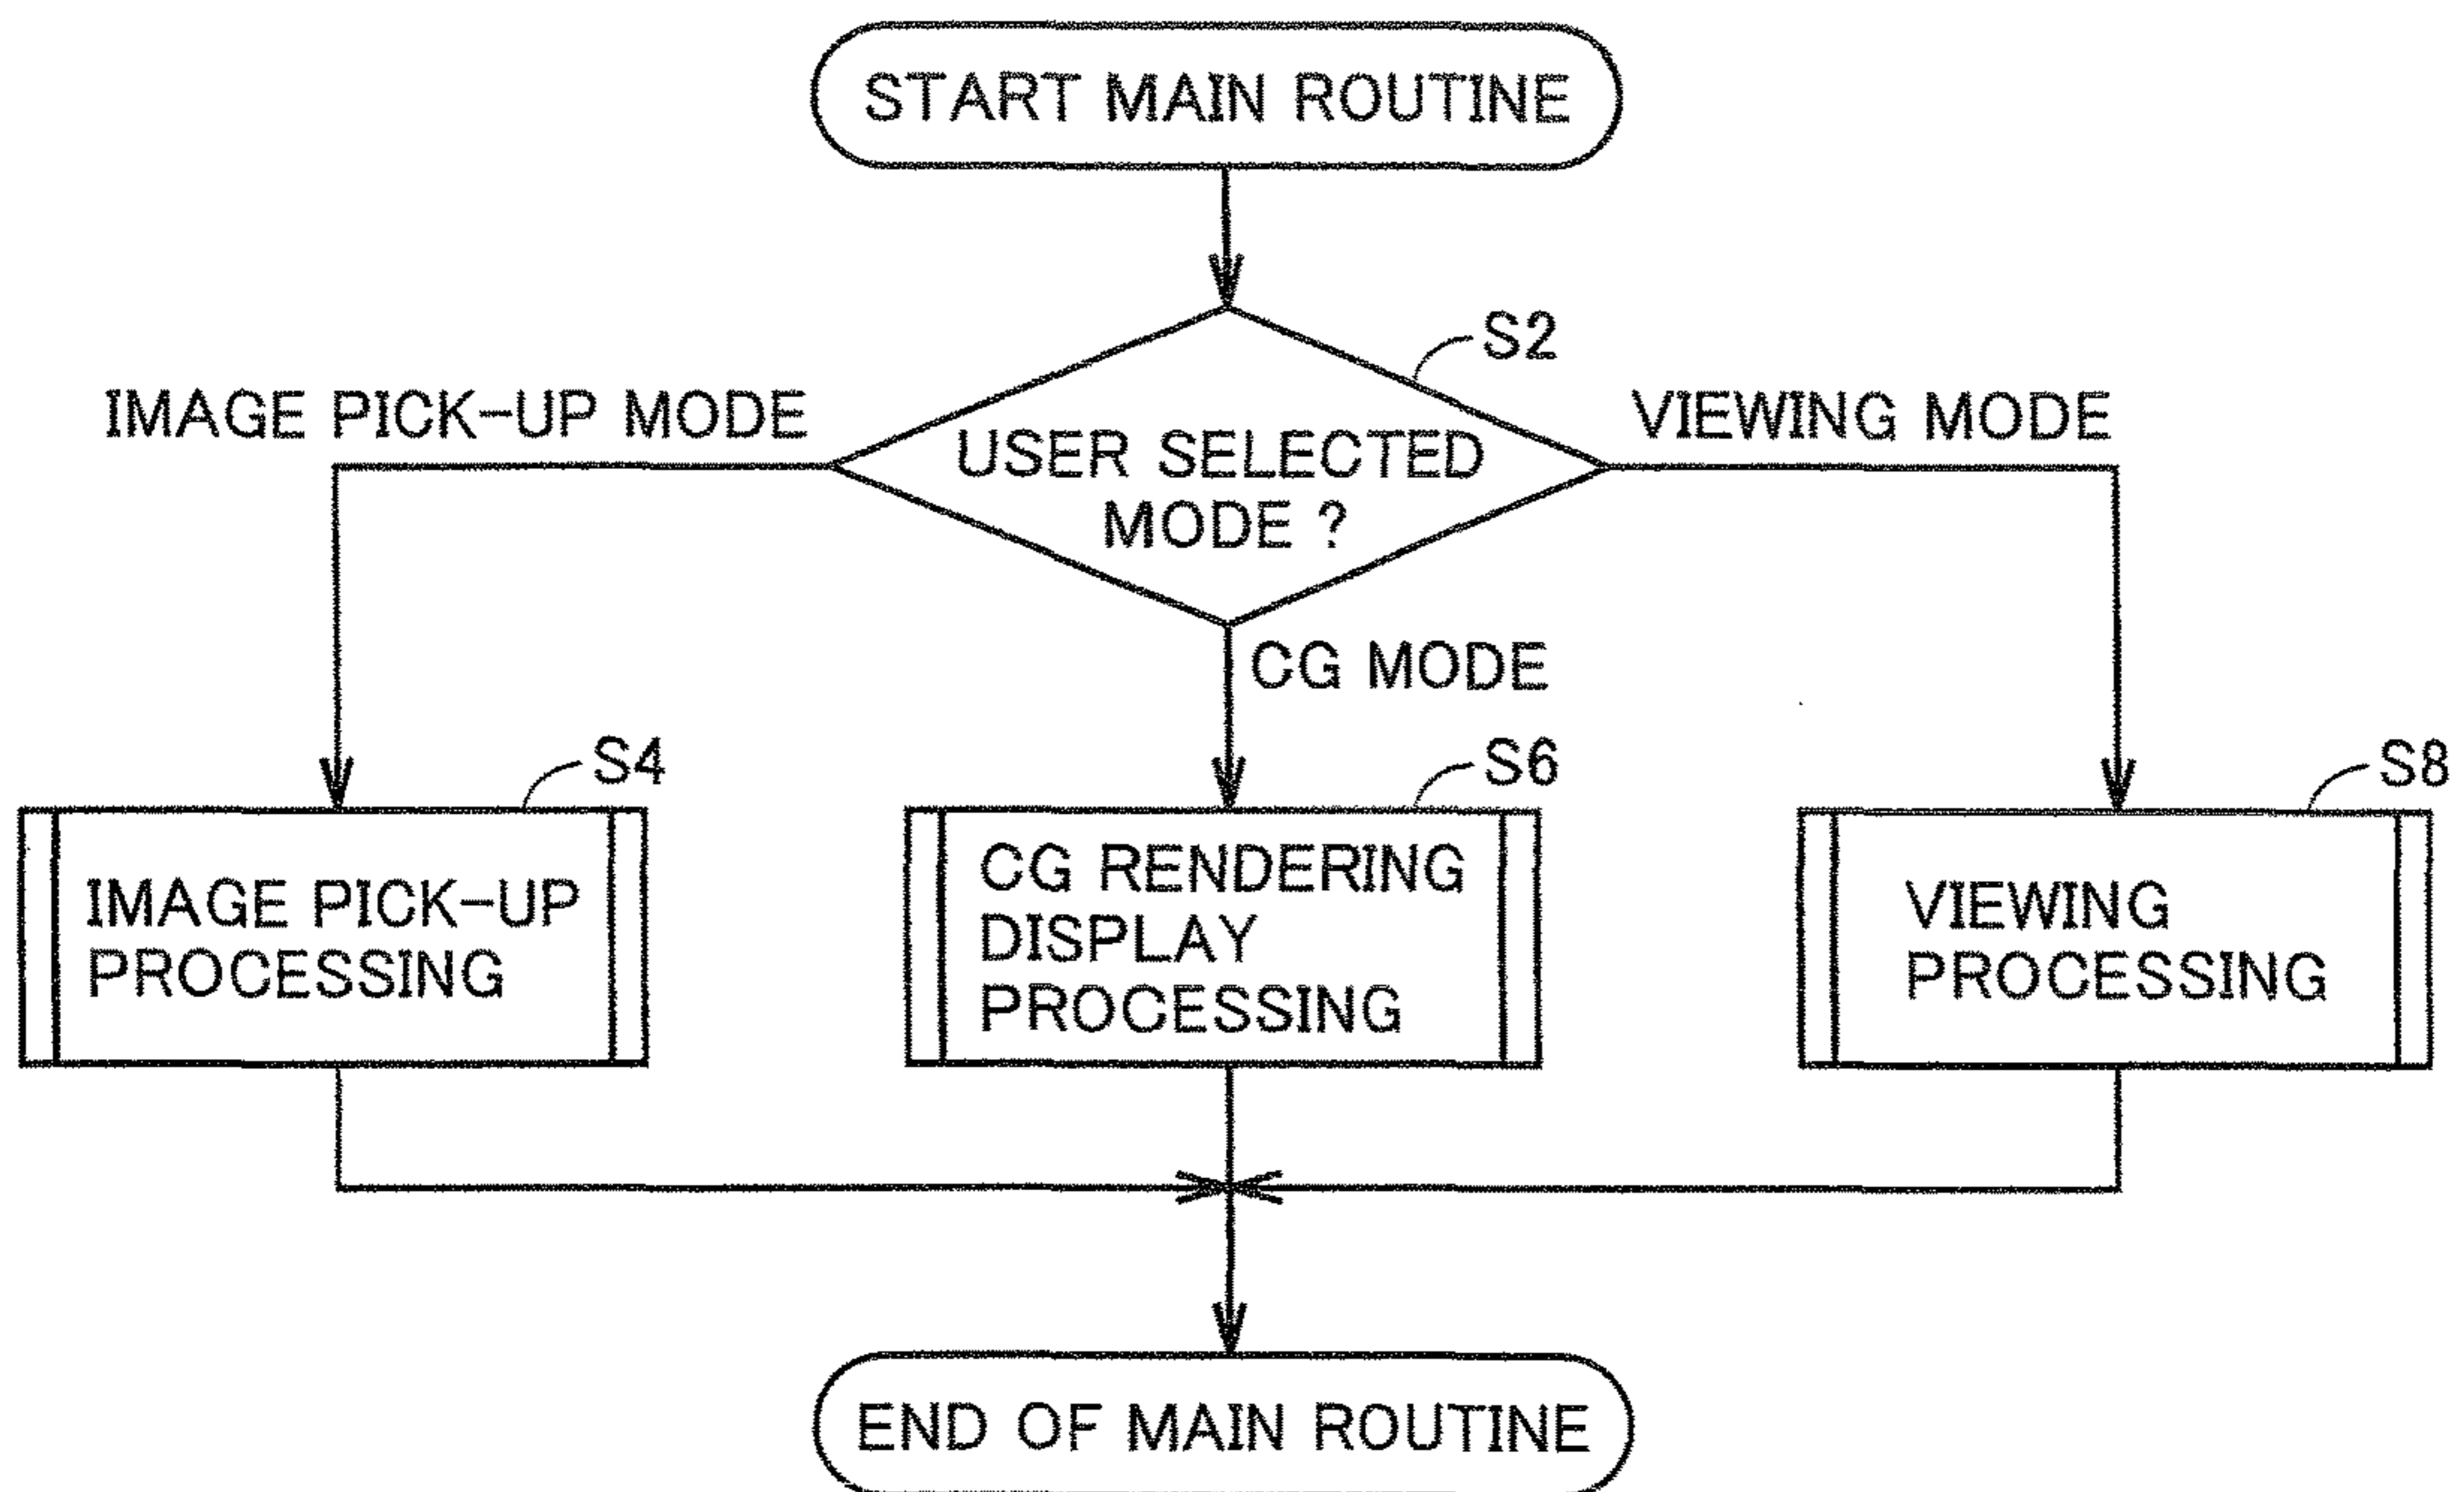 START MAIN ROUTINE
S2
IMAGE PICK-UP MODE
VIEWING MODE
USER SELECTED
MODE ?
CG MODE
S4
S6
S8
IMAGE PICK-UP
PROCESSING
CG RENDERING
DISPLAY
PROCESSING
VIEWING
PROCESSING
END OF MAIN ROUTINE